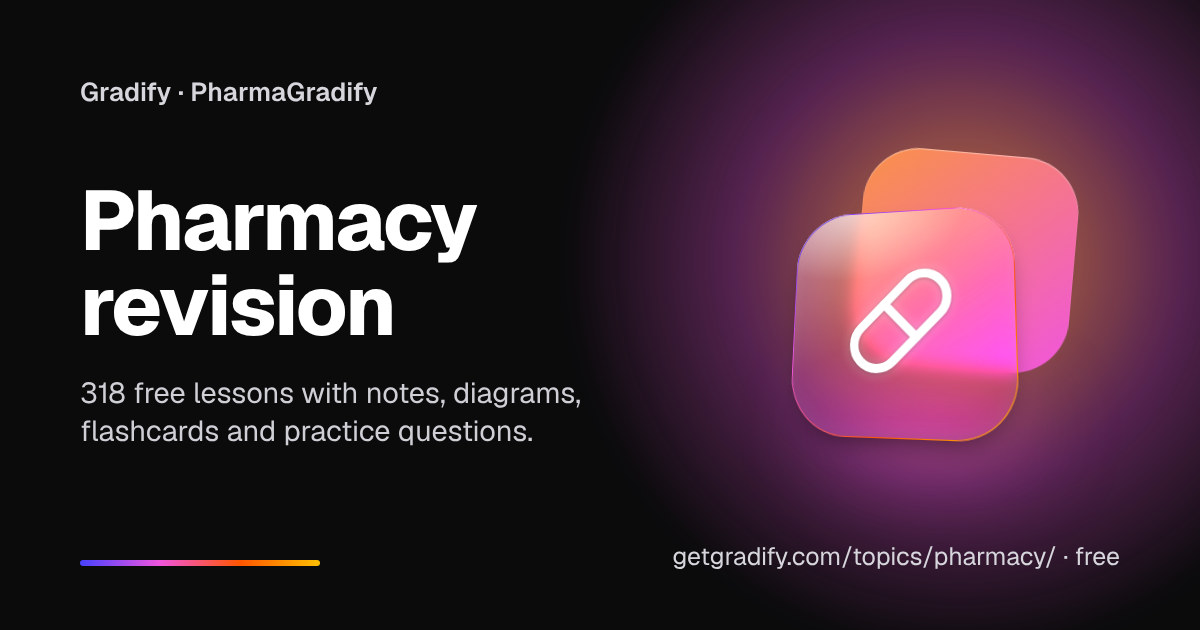 Gradify · PharmaGradify
Pharmacy
revision
318 free lessons with notes, diagrams,
flashcards and practice questions.
getgradify.com/topics/pharmacy/ · free